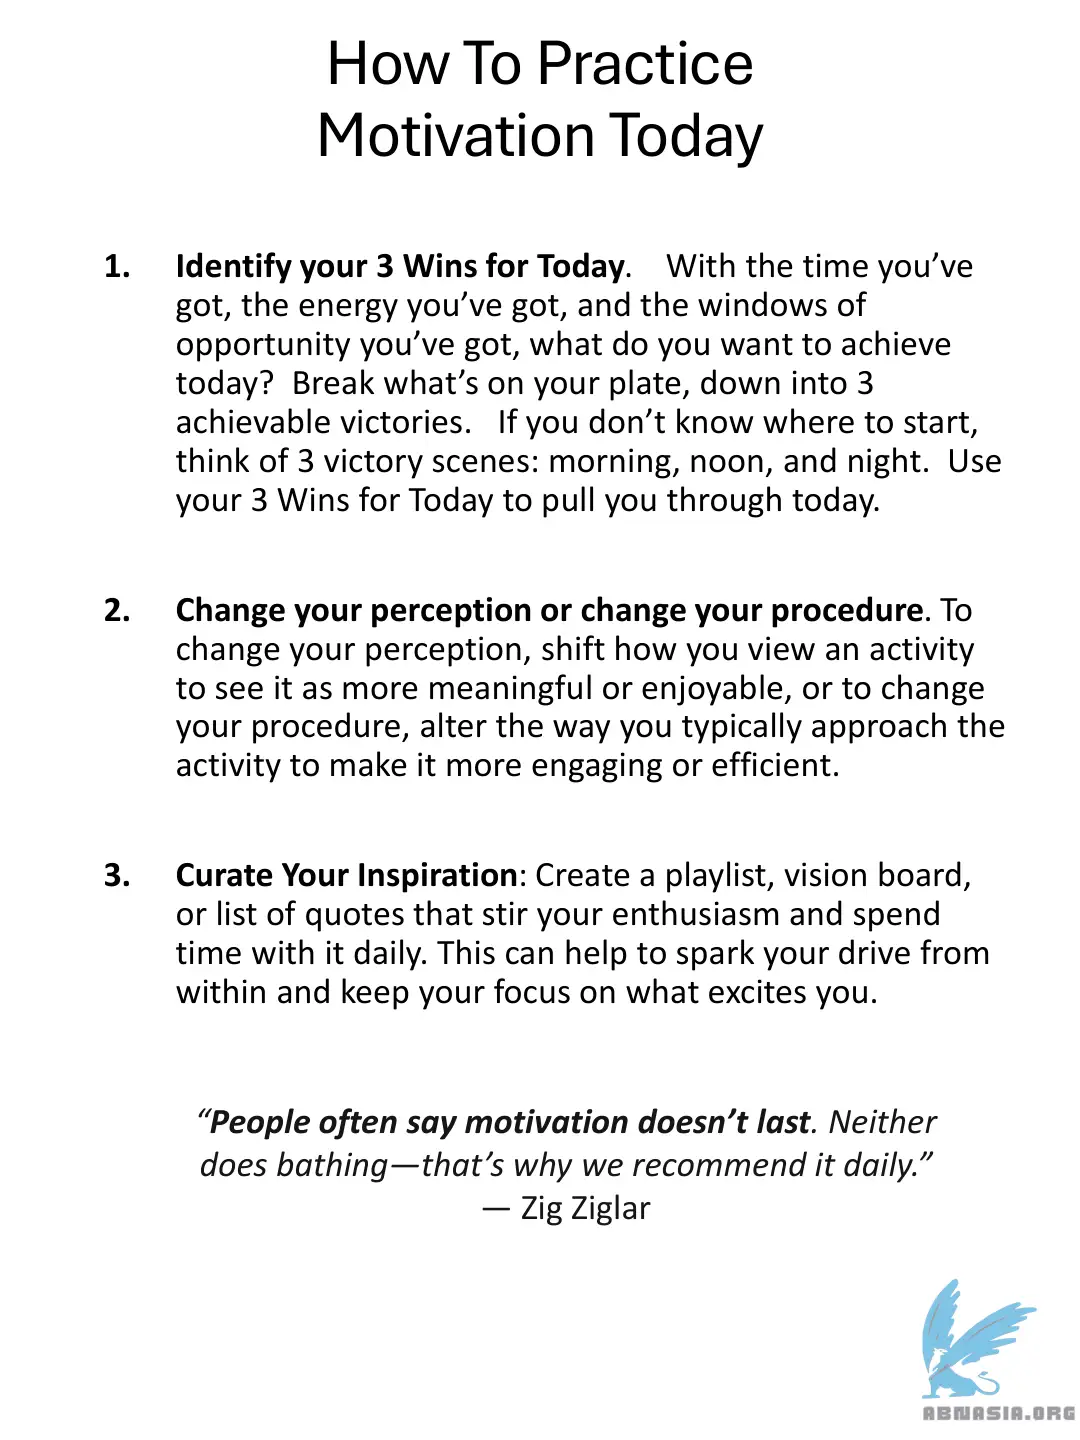 How To Practice
Motivation Today
1. Identify your 3 Wins for Today.    With the time you’ve
got, the energy you’ve got, and the windows of
opportunity you’ve got, what do you want to achieve
today?  Break what’s on your plate, down into 3
achievable victories.   If you don’t know where to start,
think of 3 victory scenes: morning, noon, and night.  Use
your 3 Wins for Today to pull you through today.
2. Change your perception or change your procedure. To
change your perception, shift how you view an activity
to see it as more meaningful or enjoyable, or to change
your procedure, alter the way you typically approach the
activity to make it more engaging or efficient.
3. Curate Your Inspiration: Create a playlist, vision board,
or list of quotes that stir your enthusiasm and spend
time with it daily. This can help to spark your drive from
within and keep your focus on what excites you.
“People often say motivation doesn’t last. Neither
does bathing—that’s why we recommend it daily.”
— Zig Ziglar
ABNASIA.ORG